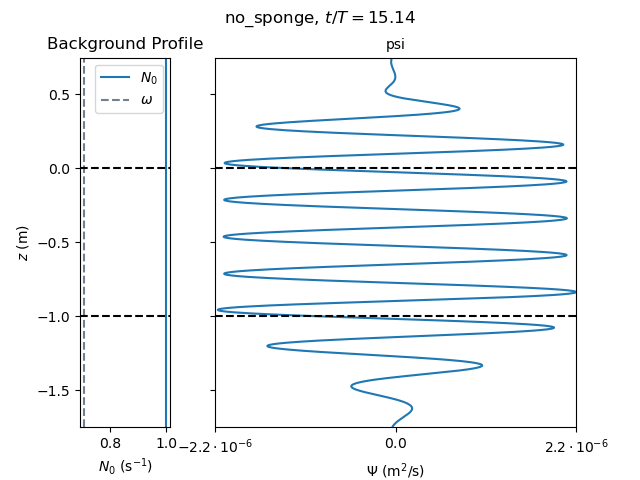 no_sponge, t/T = 15.14
Background Profile
psi
N₀
ω
0.5
0.0
−0.5
−1.0
−1.5
z (m)
0.8
1.0
−2.2 · 10⁻⁶
0.0
2.2 · 10⁻⁶
N₀ (s⁻¹)
Ψ (m²/s)